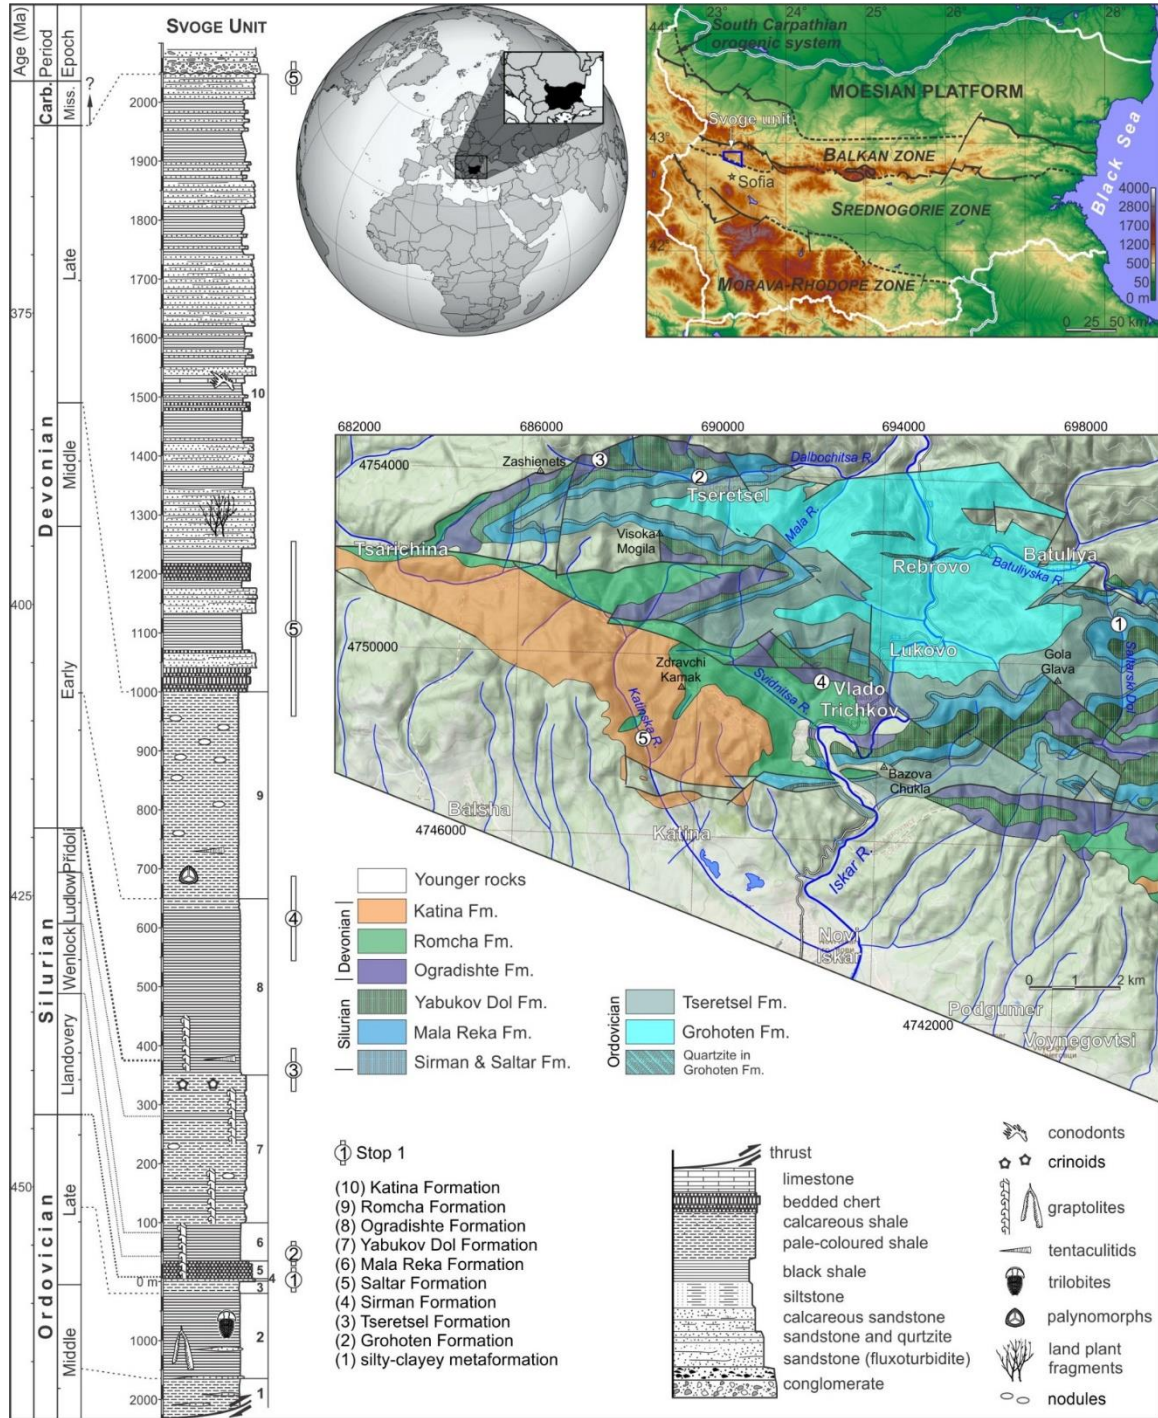 SVOGE UNIT
Age (Ma)
Period
Epoch
Carb.
Miss.
?
Devonian
Late
Middle
Early
Silurian
Přídolí
Ludlow
Wenlock
Llandovery
Ordovician
Late
Middle
375
400
425
450
2000
1900
1800
1700
1600
1500
1400
1300
1200
1100
1000
900
800
700
600
500
400
300
200
100
0 m
1000
2000
10
9
8
7
6
5
4
3
2
1
5
5
4
3
2
1
23°
24°
25°
26°
27°
28°
44°
43°
42°
South Carpathian
orogenic system
MOESIAN PLATFORM
Svoge unit
BALKAN ZONE
Sofia
SREDNOGORIE ZONE
MORAVA-RHODOPE ZONE
Black Sea
4000
2800
1700
1200
500
50
0 m
0 25 50 km
682000
686000
690000
694000
698000
4754000
4750000
4746000
4742000
Zashienets
3
2
Tseretsel
Dalbochitsa R.
Visoka
Mogila
Mala R.
Tsarichina
Rebrovo
Batuliya
Batuliyska R.
1
Saltarski Dol
Lukovo
Gola
Glava
Zdravchi
Kamak
Svidnitsa R.
4
Vlado
Trichkov
Katinska R.
5
Bazova
Chukla
Balsha
Katina
Iskar R.
Novi
Iskar
Podgumer
Voynegovtsi
0 1 2 km
Younger rocks
Devonian
Katina Fm.
Romcha Fm.
Ogradishte Fm.
Silurian
Yabukov Dol Fm.
Mala Reka Fm.
Sirman & Saltar Fm.
Ordovician
Tseretsel Fm.
Grohoten Fm.
Quartzite in
Grohoten Fm.
1 Stop 1
(10) Katina Formation
(9) Romcha Formation
(8) Ogradishte Formation
(7) Yabukov Dol Formation
(6) Mala Reka Formation
(5) Saltar Formation
(4) Sirman Formation
(3) Tseretsel Formation
(2) Grohoten Formation
(1) silty-clayey metaformation
thrust
limestone
bedded chert
calcareous shale
pale-coloured shale
black shale
siltstone
calcareous sandstone
sandstone and qurtzite
sandstone (fluxoturbidite)
conglomerate
conodonts
crinoids
graptolites
tentaculitids
trilobites
palynomorphs
land plant
fragments
nodules